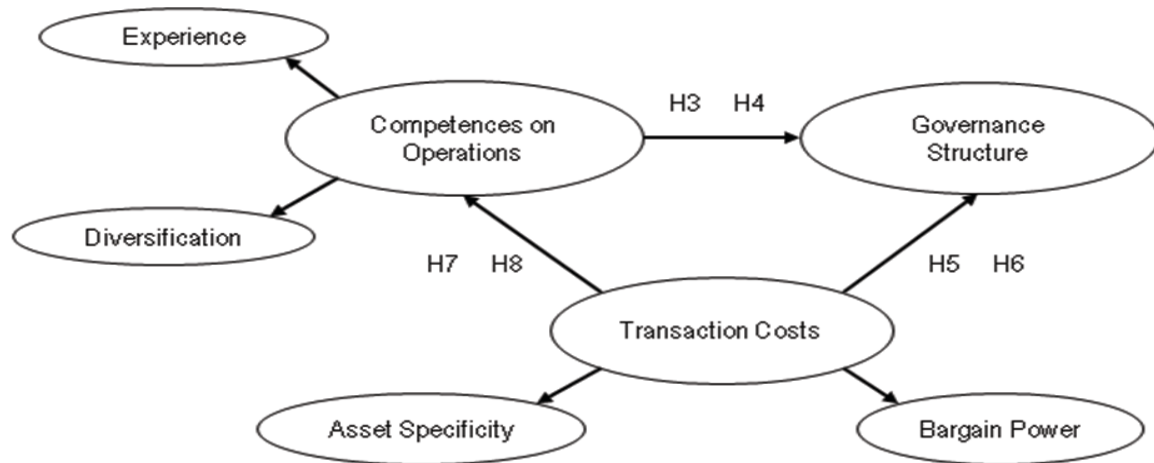 Experience
Competences on
Operations
H3 H4
Governance
Structure
Diversification
H7 H8
H5 H6
Transaction Costs
Asset Specificity
Bargain Power